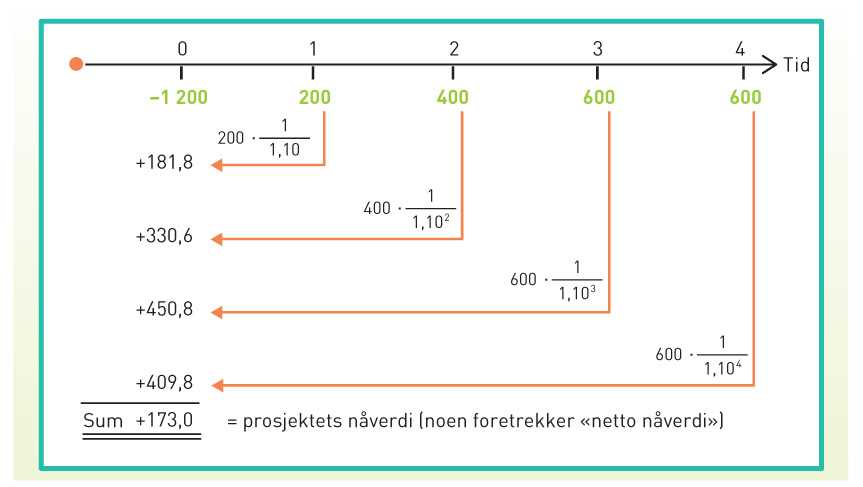 0 1 2 3 4
Tid
–1 200 200 400 600 600
200 · 1/1,10
+181,8
400 · 1/1,10²
+330,6
600 · 1/1,10³
+450,8
600 · 1/1,10⁴
+409,8
Sum +173,0 = prosjektets nåverdi (noen foretrekker «netto nåverdi»)